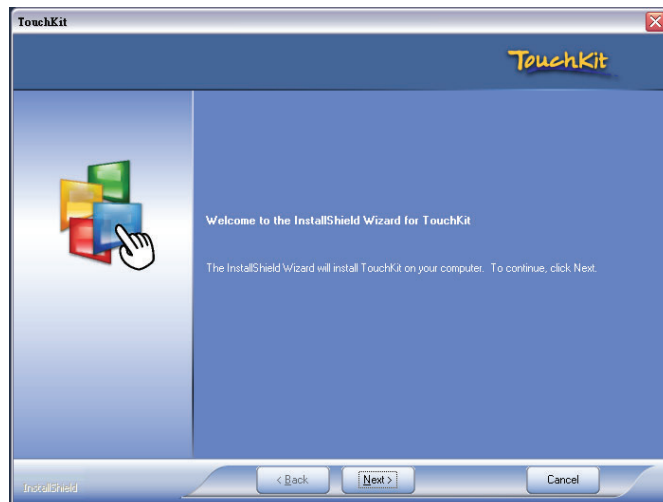 TouchKit
TouchKit
Welcome to the InstallShield Wizard for TouchKit
The InstallShield Wizard will install TouchKit on your computer. To continue, click Next.
InstallShield
< Back
Next >
Cancel